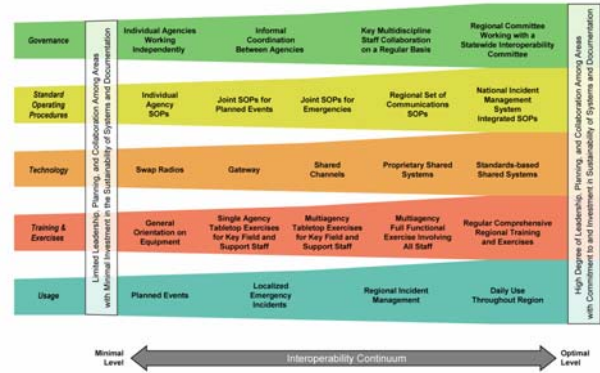 Governance
Limited Leadership, Planning, and Collaboration Among Areas
with Minimal Investment in the Sustainability of Systems and Documentation
Individual Agencies
Working
Independently
Informal
Coordination
Between Agencies
Key Multidiscipline
Staff Collaboration
on a Regular Basis
Regional Committee
Working with a
Statewide Interoperability
Committee
High Degree of Leadership, Planning, and Collaboration Among Areas
with Commitment to and Investment in Sustainability of Systems and Documentation
Standard
Operating
Procedures
Individual
Agency
SOPs
Joint SOPs for
Planned Events
Joint SOPs for
Emergencies
Regional Set of
Communications
SOPs
National Incident
Management
System
Integrated SOPs
Technology
Swap Radios
Gateway
Shared
Channels
Proprietary Shared
Systems
Standards-based
Shared Systems
Training &
Exercises
General
Orientation on
Equipment
Single Agency
Tabletop Exercises
for Key Field and
Support Staff
Multiagency
Tabletop Exercises
for Key Field and
Support Staff
Multiagency
Full Functional
Exercise Involving
All Staff
Regular Comprehensive
Regional Training
and Exercises
Usage
Planned Events
Localized
Emergency
Incidents
Regional Incident
Management
Daily Use
Throughout Region
Minimal
Level
Interoperability Continuum
Optimal
Level